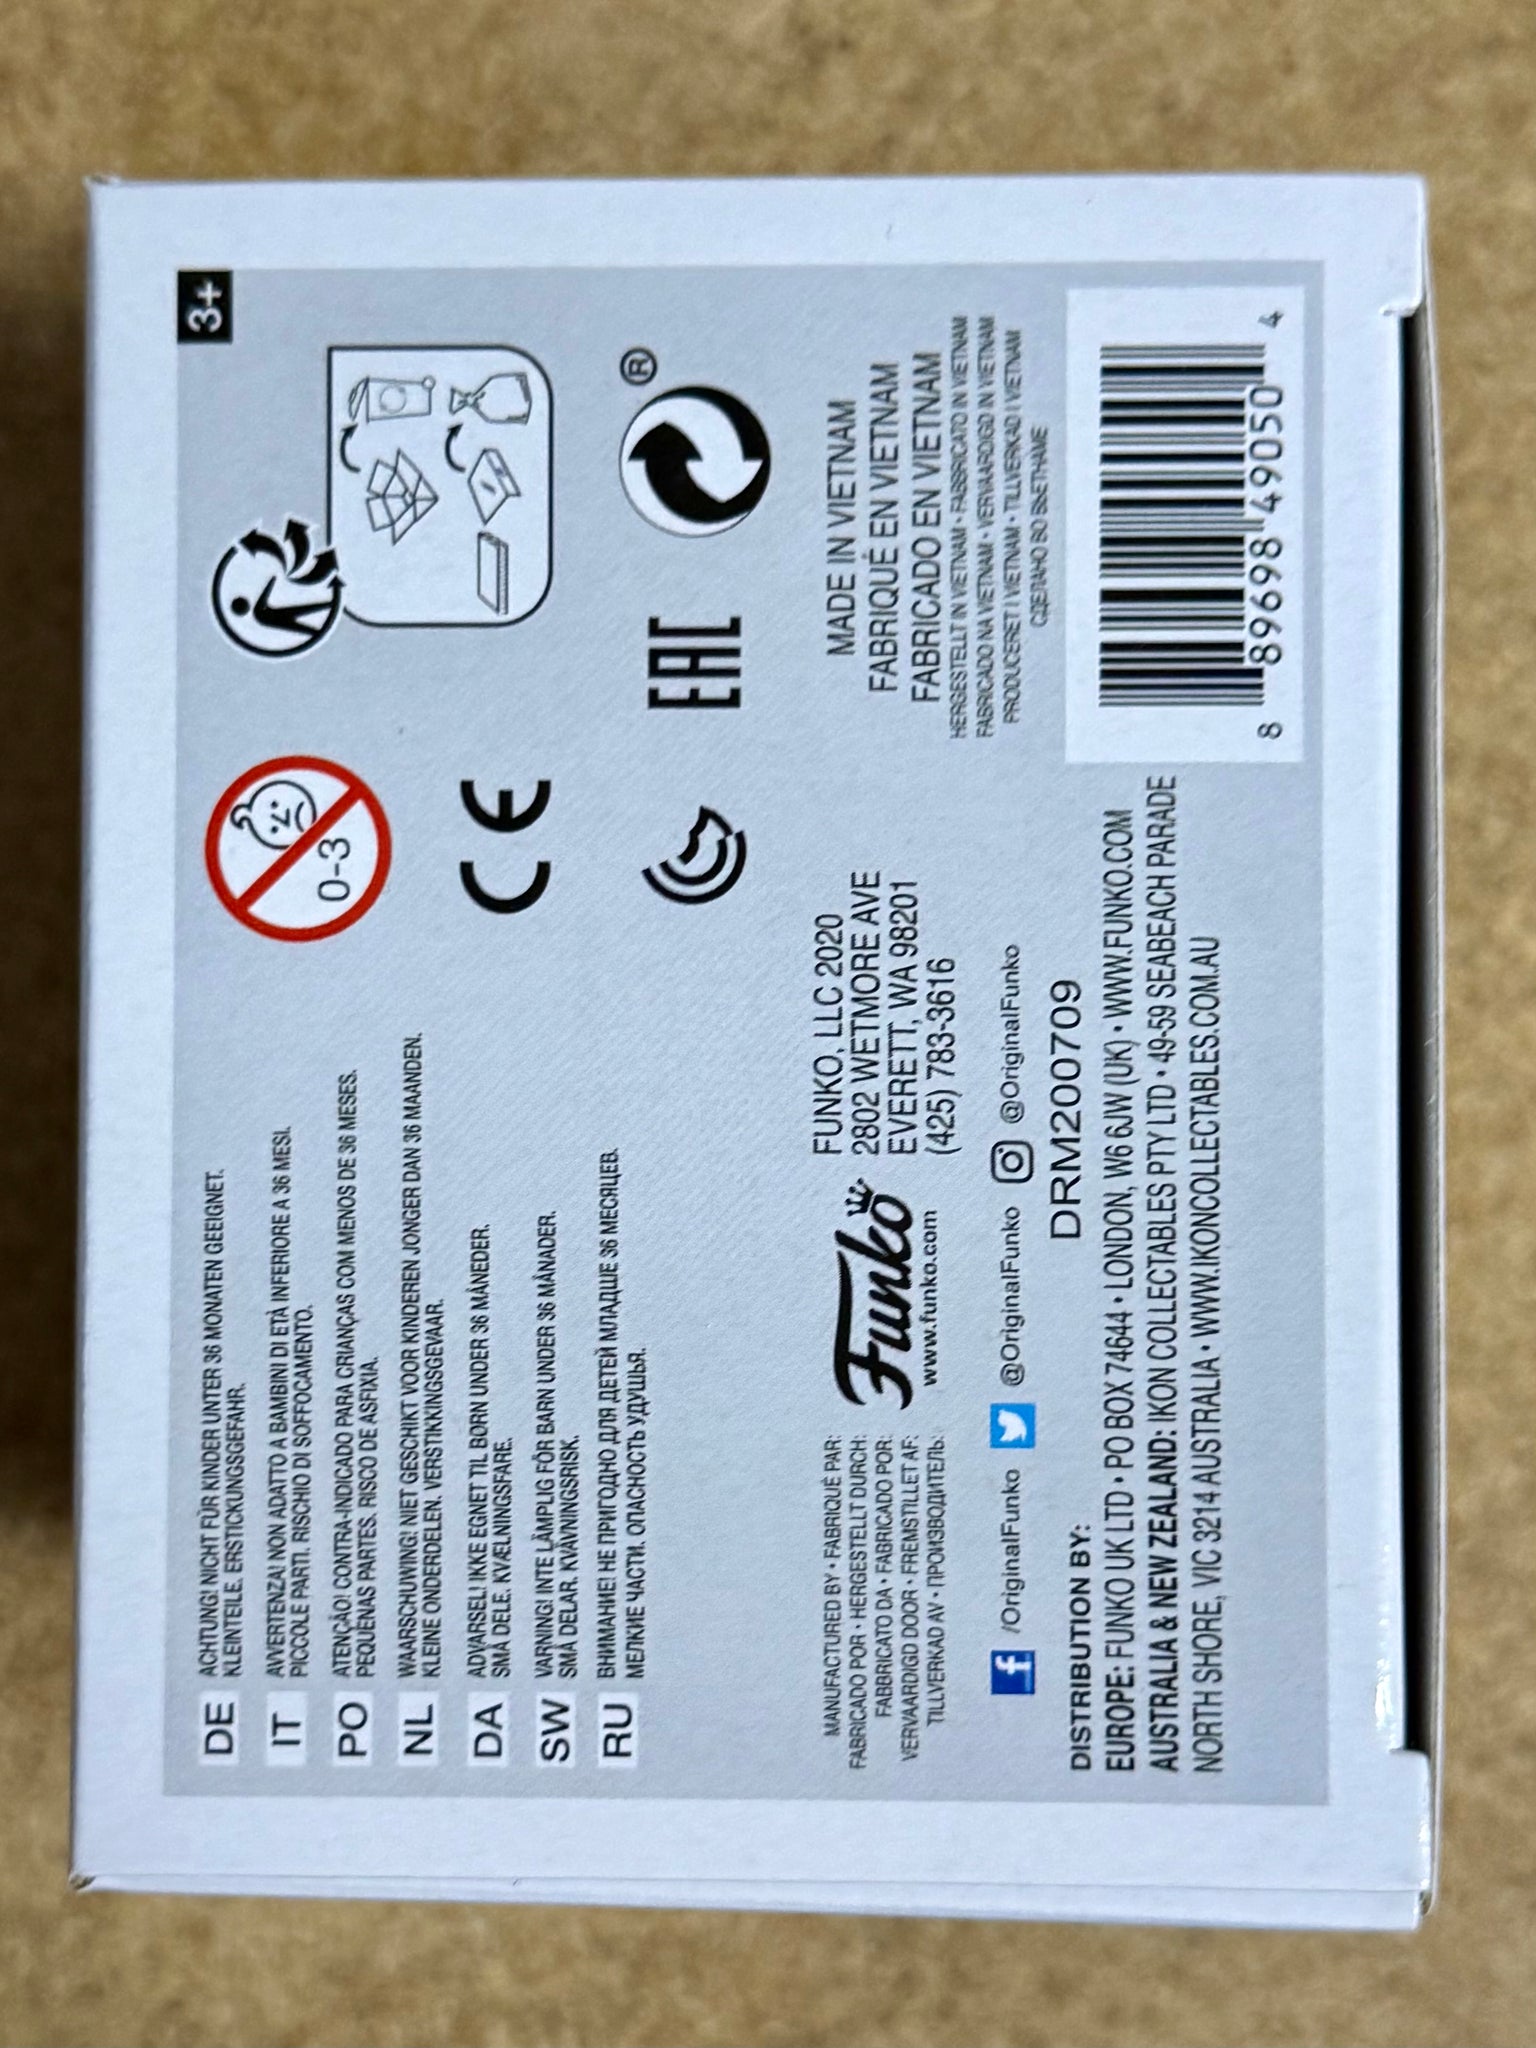 3+
DE ACHTUNG! NICHT FÜR KINDER UNTER 36 MONATEN GEEIGNET.
KLEINTEILE. ERSTICKUNGSGEFAHR.
IT AVVERTENZA! NON ADATTO A BAMBINI DI ETÀ INFERIORE A 36 MESI.
PICCOLE PARTI. RISCHIO DI SOFFOCAMENTO.
PO ATENÇÃO! CONTRA-INDICADO PARA CRIANÇAS COM MENOS DE 36 MESES.
PEQUENAS PARTES. RISCO DE ASFIXIA.
NL WAARSCHUWING! NIET GESCHIKT VOOR KINDEREN JONGER DAN 36 MAANDEN.
KLEINE ONDERDELEN. VERSTIKKINGSGEVAAR.
DA ADVARSEL! IKKE EGNET TIL BØRN UNDER 36 MÅNEDER.
SMÅ DELE. KVÆLNINGSFARE.
SW VARNING! INTE LÄMPLIG FÖR BARN UNDER 36 MÅNADER.
SMÅ DELAR. KVÄVNINGSRISK.
RU ВНИМАНИЕ! НЕ ПРИГОДНО ДЛЯ ДЕТЕЙ МЛАДШЕ 36 МЕСЯЦЕВ.
МЕЛКИЕ ЧАСТИ. ОПАСНОСТЬ УДУШЬЯ.
0-3
CE
EAC
®
MANUFACTURED BY • FABRIQUÉ PAR:
FABRICADO POR • HERGESTELLT DURCH:
FABBRICATO DA • FABRICADO POR:
VERVAARDIGD DOOR • FREMSTILLET AF:
TILLVERKAD AV • ПРОИЗВОДИТЕЛЬ:
Funko
www.funko.com
FUNKO, LLC 2020
2802 WETMORE AVE
EVERETT, WA 98201
(425) 783-3616
/OriginalFunko @OriginalFunko @OriginalFunko
DRM200709
MADE IN VIETNAM
FABRIQUÉ EN VIETNAM
FABRICADO EN VIETNAM
HERGESTELLT IN VIETNAM • FABBRICATO IN VIETNAM
FABRICADO NA VIETNAM • VERVAARDIGD IN VIETNAM
PRODUCERET I VIETNAM • TILLVERKAD I VIETNAM
СДЕЛАНО ВО ВЬЕТНАМЕ
DISTRIBUTION BY:
EUROPE: FUNKO UK LTD • PO BOX 74644 • LONDON, W6 6JW (UK) • WWW.FUNKO.COM
AUSTRALIA & NEW ZEALAND: IKON COLLECTABLES PTY LTD • 49-59 SEABEACH PARADE
NORTH SHORE, VIC 3214 AUSTRALIA • WWW.IKONCOLLECTABLES.COM.AU
8 89698 49050 4